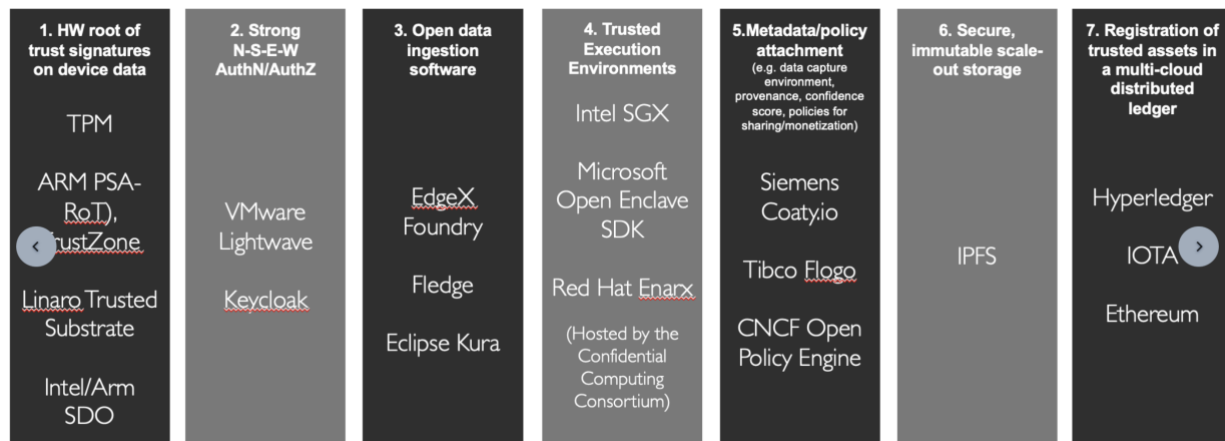 1. HW root of
trust signatures
on device data
TPM
ARM PSA-
RoT),
rustZone
Linaro Trusted
Substrate
Intel/Arm
SDO
2. Strong
N-S-E-W
AuthN/AuthZ
VMware
Lightwave
Keycloak
3. Open data
ingestion
software
EdgeX
Foundry
Fledge
Eclipse Kura
4. Trusted
Execution
Environments
Intel SGX
Microsoft
Open Enclave
SDK
Red Hat Enarx
(Hosted by the
Confidential
Computing
Consortium)
5.Metadata/policy
attachment
(e.g. data capture
environment,
provenance, confidence
score, policies for
sharing/monetization)
Siemens
Coaty.io
Tibco Flogo
CNCF Open
Policy Engine
6. Secure,
immutable scale-
out storage
IPFS
7. Registration of
trusted assets in
a multi-cloud
distributed
ledger
Hyperledger
IOTA
Ethereum